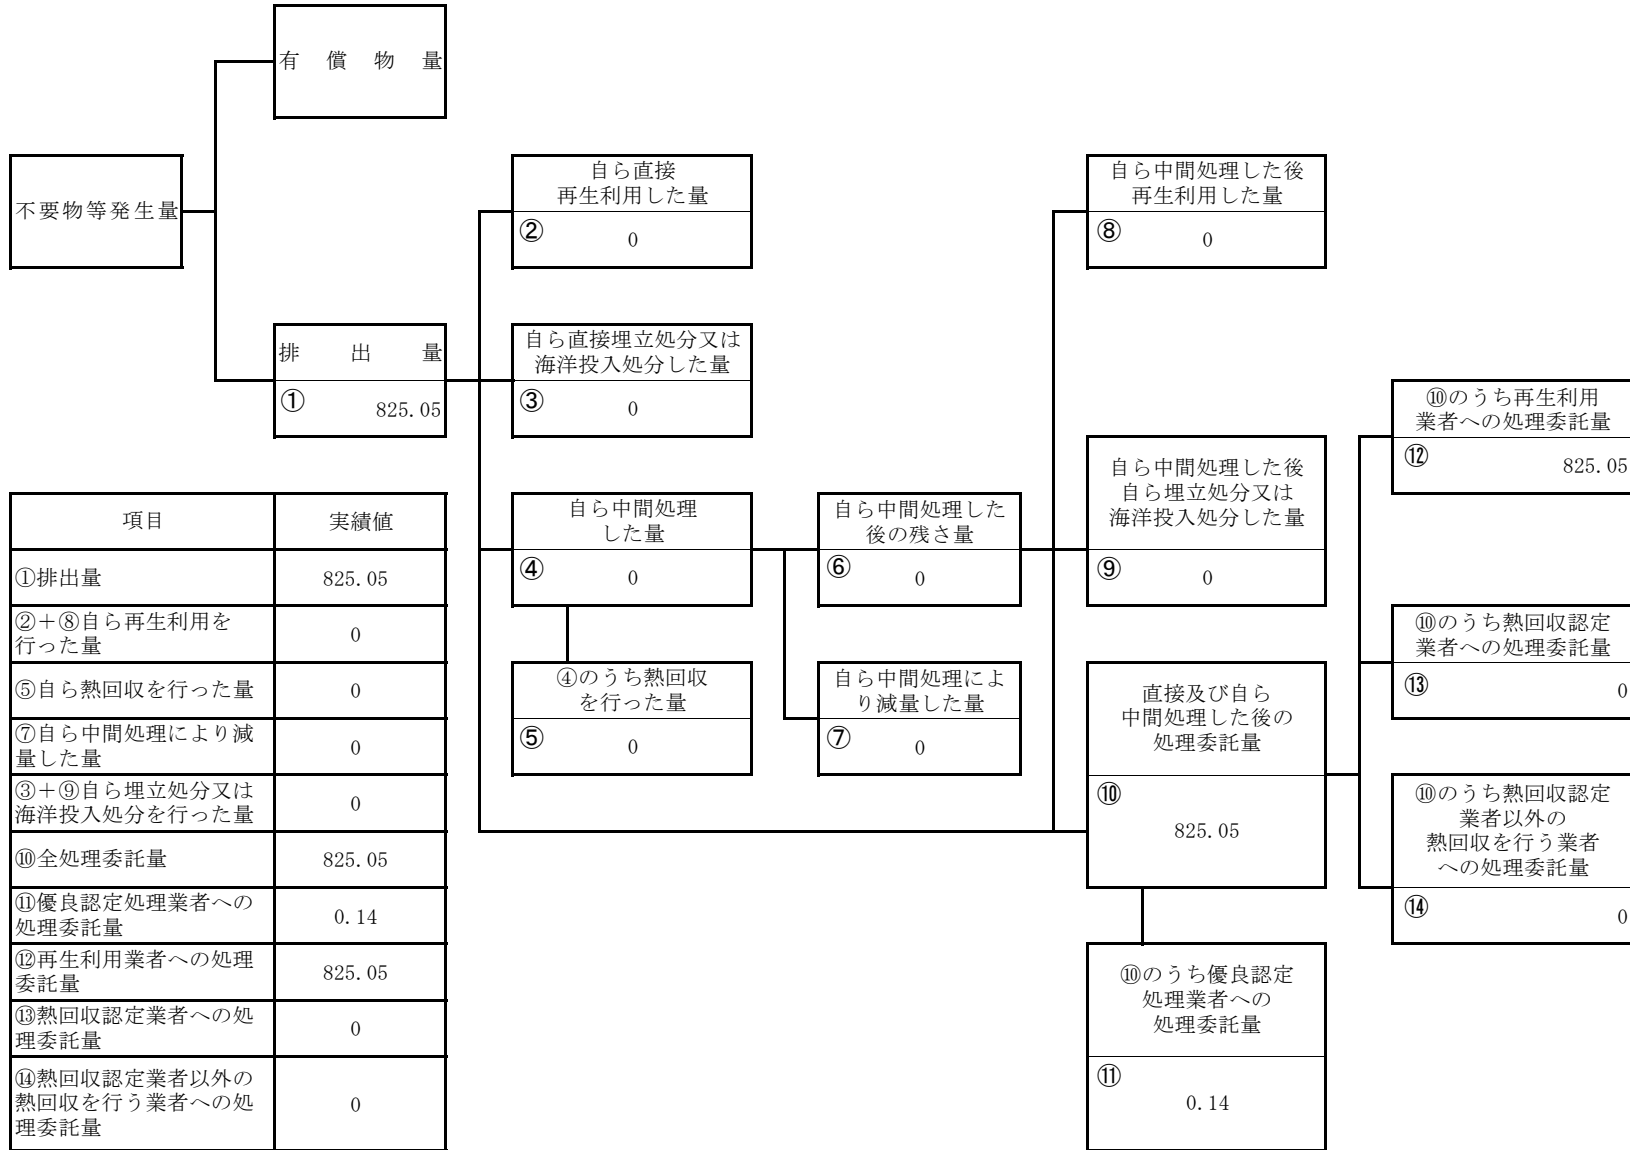 有償物量
不要物等発生量
排出量
① 825.05
自ら直接
再生利用した量
② 0
自ら直接埋立処分又は
海洋投入処分した量
③ 0
自ら中間処理
した量
④ 0
④のうち熱回収
を行った量
⑤ 0
自ら中間処理した
後の残さ量
⑥ 0
自ら中間処理によ
り減量した量
⑦ 0
自ら中間処理した後
再生利用した量
⑧ 0
自ら中間処理した後
自ら埋立処分又は
海洋投入処分した量
⑨ 0
直接及び自ら
中間処理した後の
処理委託量
⑩
825.05
⑩のうち優良認定
処理業者への
処理委託量
⑪
0.14
⑩のうち再生利用
業者への処理委託量
⑫ 825.05
⑩のうち熱回収認定
業者への処理委託量
⑬ 0
⑩のうち熱回収認定
業者以外の
熱回収を行う業者
への処理委託量
⑭ 0
項目 実績値
①排出量 825.05
②+⑧自ら再生利用を
行った量 0
⑤自ら熱回収を行った量 0
⑦自ら中間処理により減
量した量 0
③+⑨自ら埋立処分又は
海洋投入処分を行った量 0
⑩全処理委託量 825.05
⑪優良認定処理業者への
処理委託量 0.14
⑫再生利用業者への処理
委託量 825.05
⑬熱回収認定業者への処
理委託量 0
⑭熱回収認定業者以外の
熱回収を行う業者への処
理委託量 0